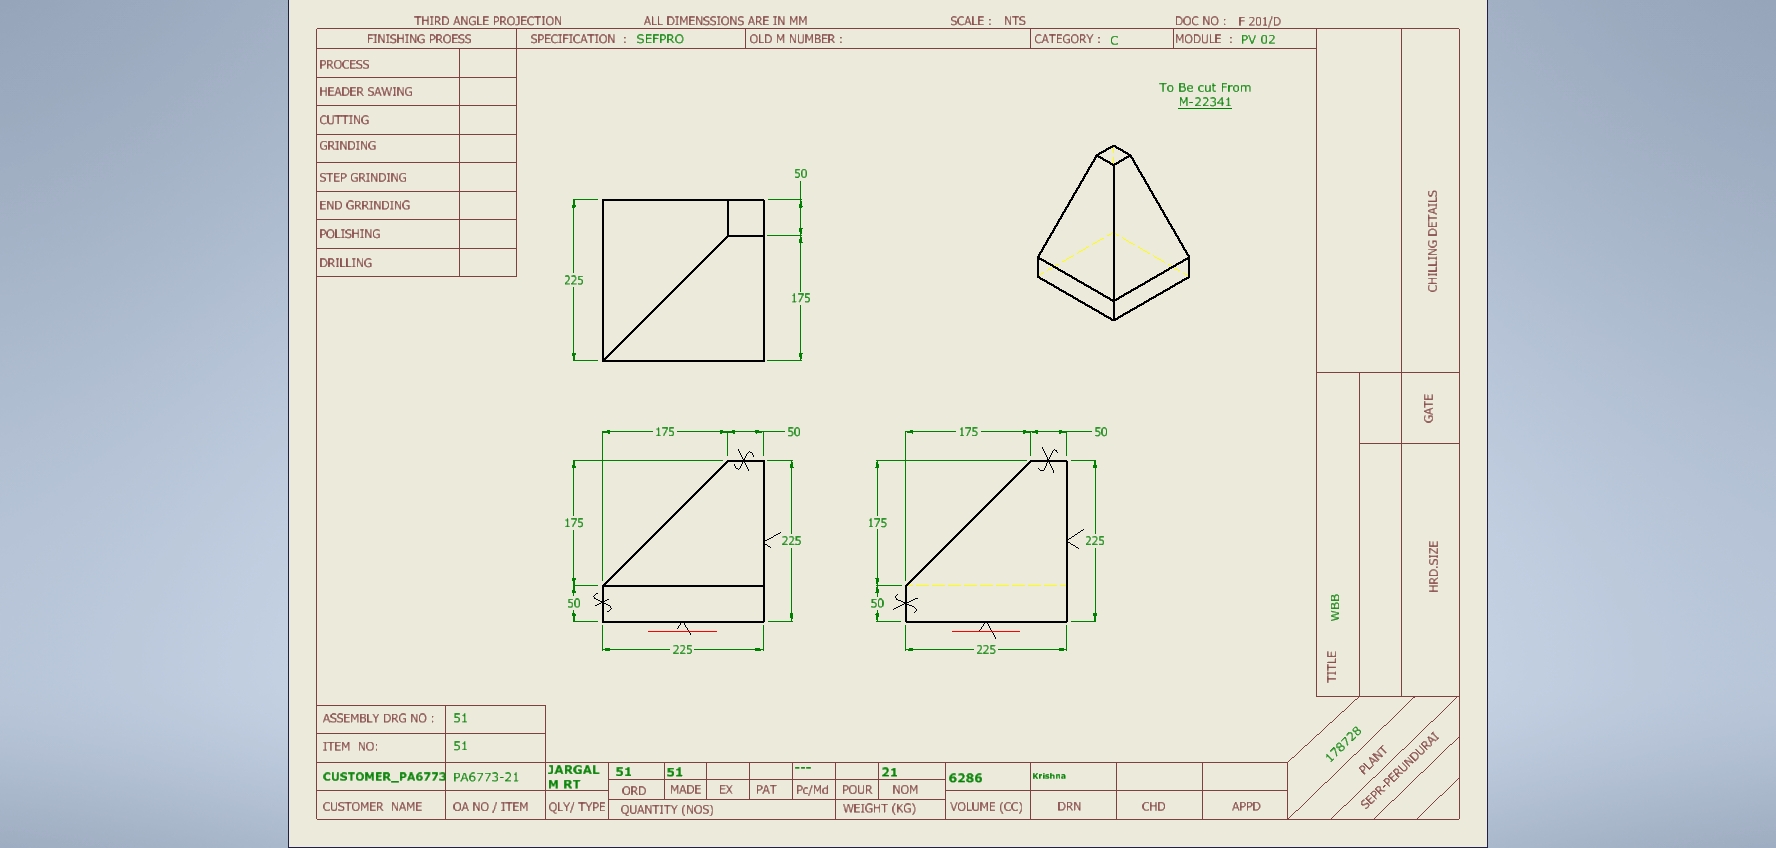 THIRD ANGLE PROJECTION ALL DIMENSSIONS ARE IN MM SCALE : NTS DOC NO : F 201/D
FINISHING PROESS SPECIFICATION : SEFPRO OLD M NUMBER : CATEGORY : C MODULE : PV 02
PROCESS
HEADER SAWING
CUTTING
GRINDING
STEP GRINDING
END GRRINDING
POLISHING
DRILLING
To Be cut From
M-22341
50
225
175
175 50
175
225
50
225
175 50
175
225
50
225
CHILLING DETAILS
GATE
HRD.SIZE
WBB
TITLE
178728
PLANT
SEPR-PERUNDURAI
ASSEMBLY DRG NO : 51
ITEM NO: 51
CUSTOMER_PA6773 PA6773-21 JARGAL
M RT
51 51 --- 21 6286 Krishna
ORD MADE EX PAT Pc/Md POUR NOM
CUSTOMER NAME OA NO / ITEM QLY/ TYPE QUANTITY (NOS) WEIGHT (KG) VOLUME (CC) DRN CHD APPD